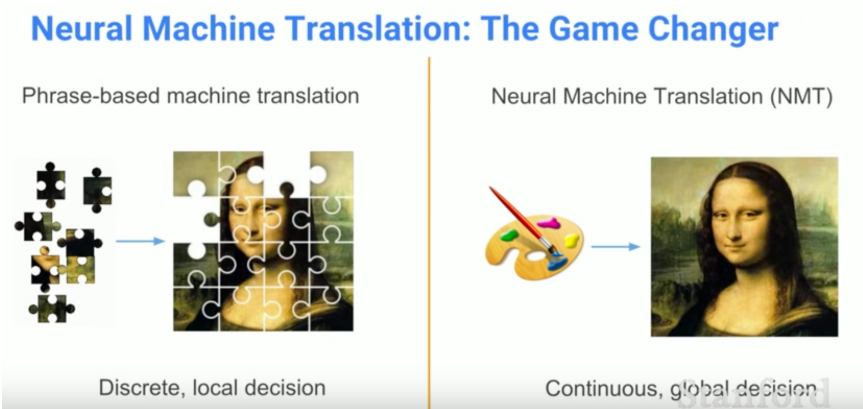 Neural Machine Translation: The Game Changer
Phrase-based machine translation
Neural Machine Translation (NMT)
Discrete, local decision
Continuous, global decision
Stanford